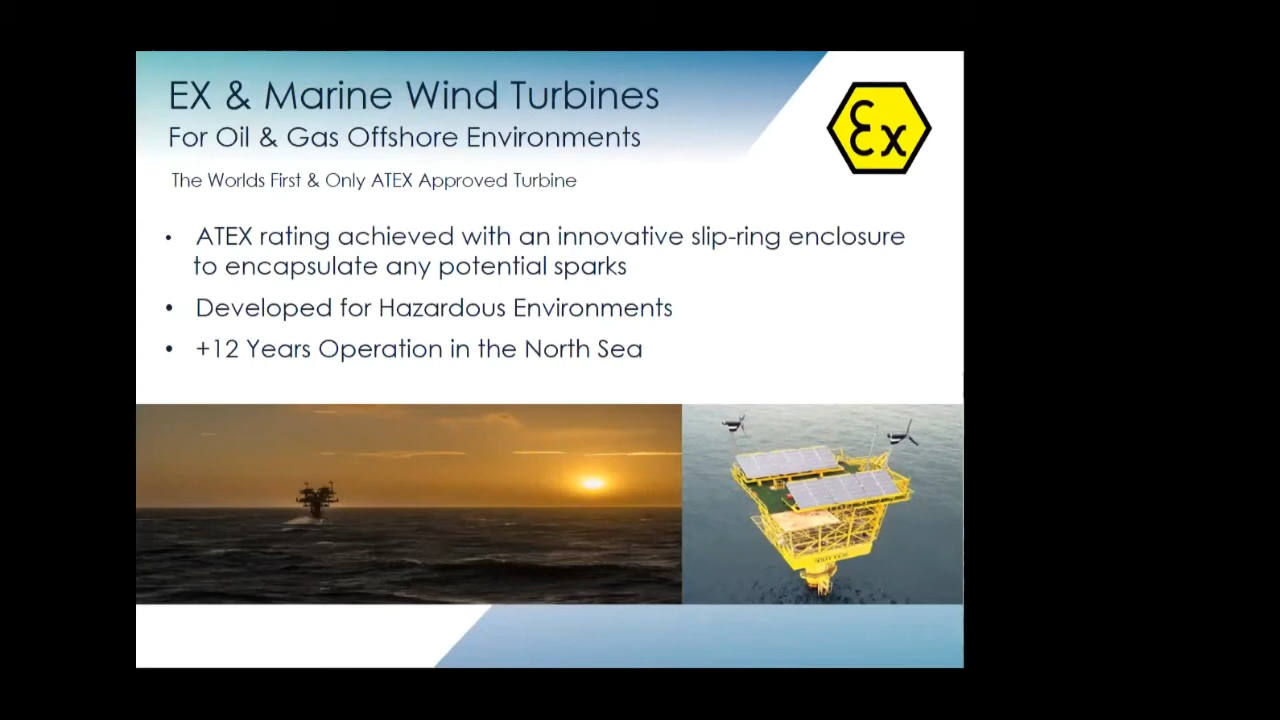 EX & Marine Wind Turbines
For Oil & Gas Offshore Environments
The Worlds First & Only ATEX Approved Turbine
Ex
• ATEX rating achieved with an innovative slip-ring enclosure
to encapsulate any potential sparks
• Developed for Hazardous Environments
• +12 Years Operation in the North Sea